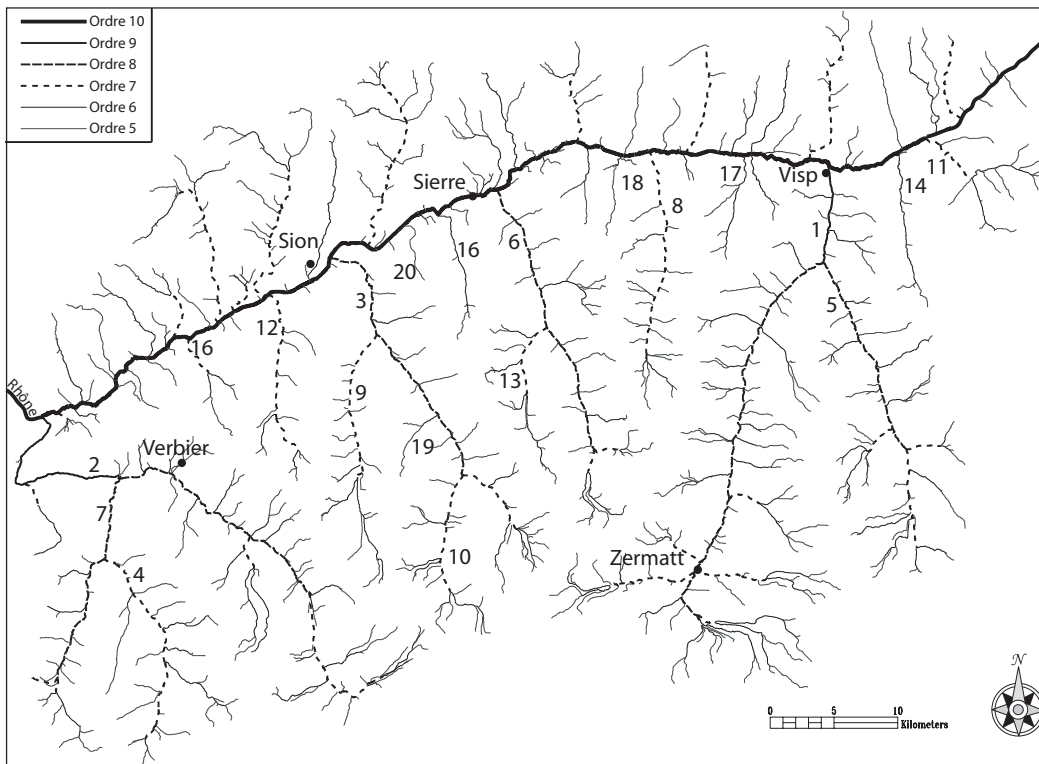 Ordre 10
Ordre 9
Ordre 8
Ordre 7
Ordre 6
Ordre 5
Sierre
18
17
Visp
11
14
8
16
1
Sion
6
20
3
5
12
16
13
9
Rhône
19
Verbier
2
7
10
Zermatt
4
N
0 5 10
Kilometers